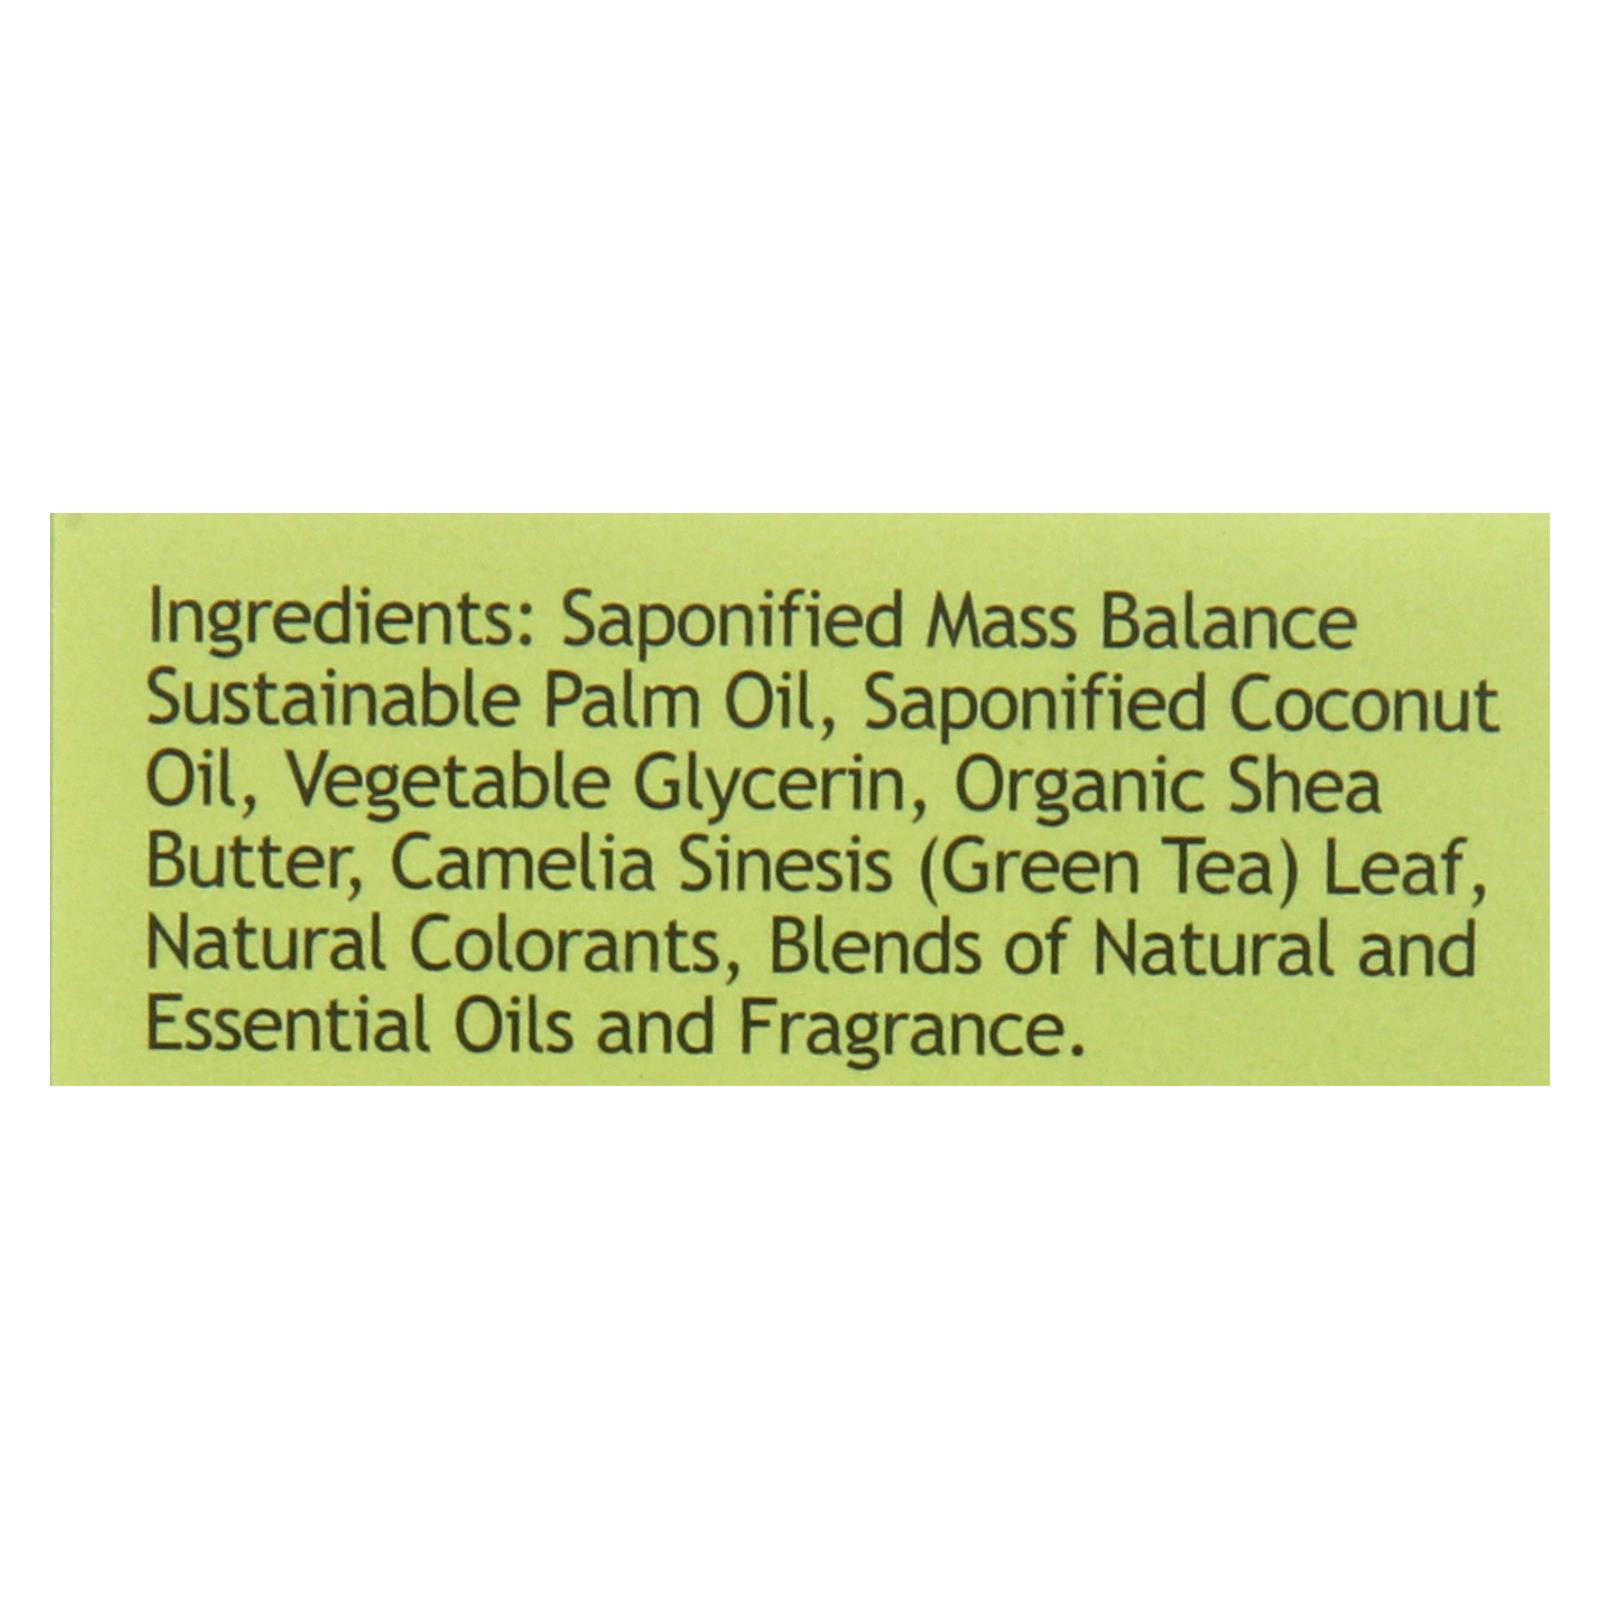 Ingredients: Saponified Mass Balance
Sustainable Palm Oil, Saponified Coconut
Oil, Vegetable Glycerin, Organic Shea
Butter, Camelia Sinesis (Green Tea) Leaf,
Natural Colorants, Blends of Natural and
Essential Oils and Fragrance.